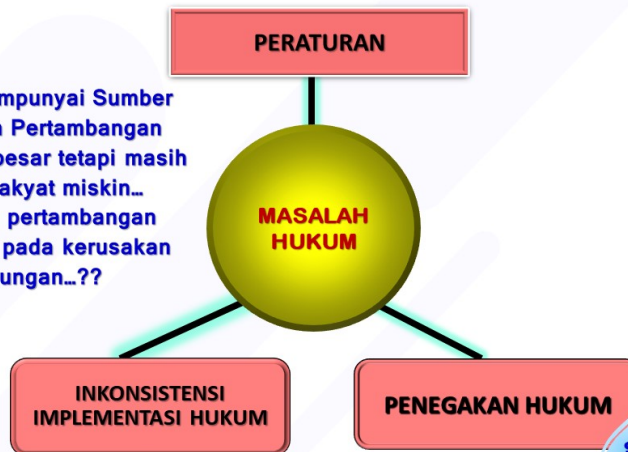 PERATURAN
mpunyai Sumber
Pertambangan
besar tetapi masih
akyat miskin...
pertambangan
pada kerusakan
ungan...??
MASALAH
HUKUM
INKONSISTENSI
IMPLEMENTASI HUKUM
PENEGAKAN HUKUM